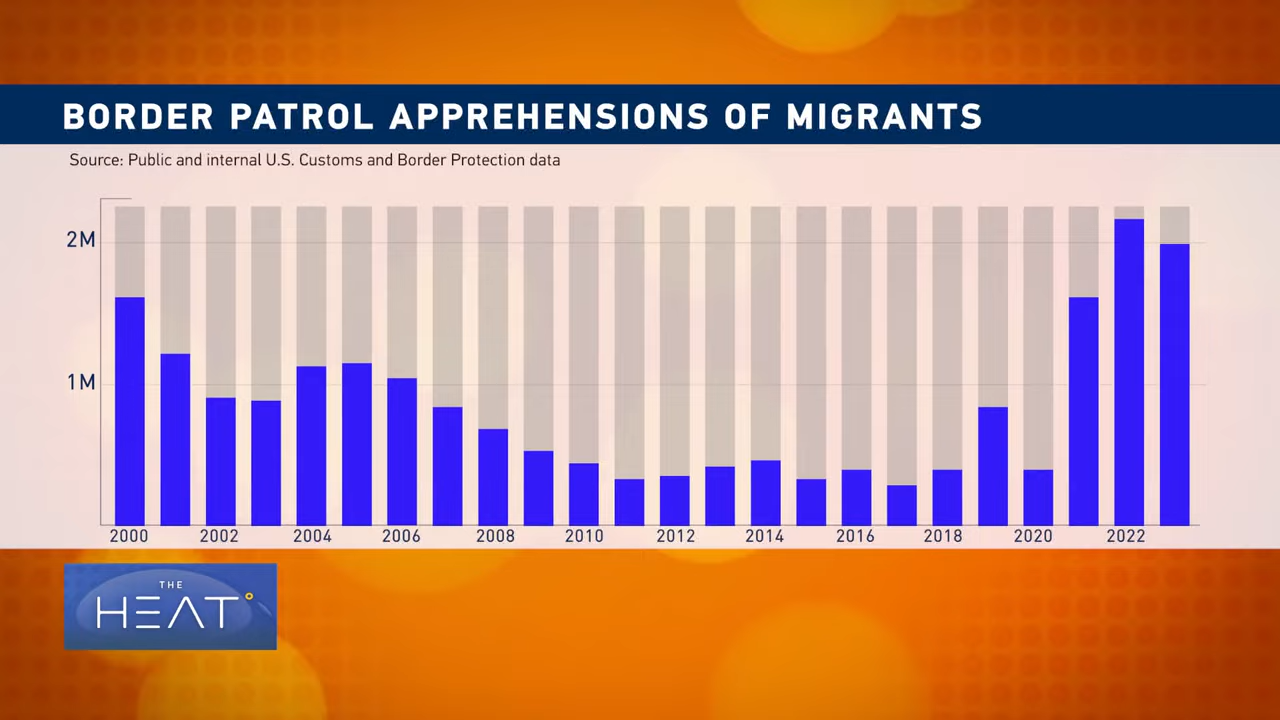 BORDER PATROL APPREHENSIONS OF MIGRANTS
Source: Public and internal U.S. Customs and Border Protection data
2M
1M
2000 2002 2004 2006 2008 2010 2012 2014 2016 2018 2020 2022
THE
HEAT